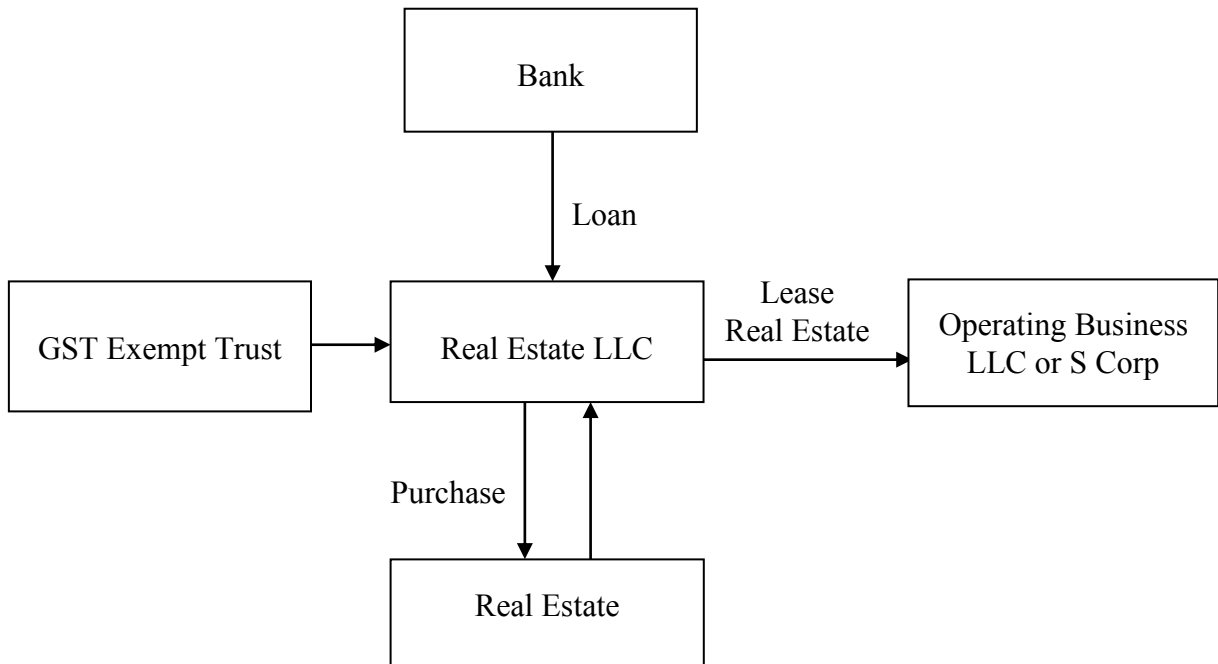 Bank
Loan
GST Exempt Trust
Real Estate LLC
Lease
Real Estate
Operating Business
LLC or S Corp
Purchase
Real Estate